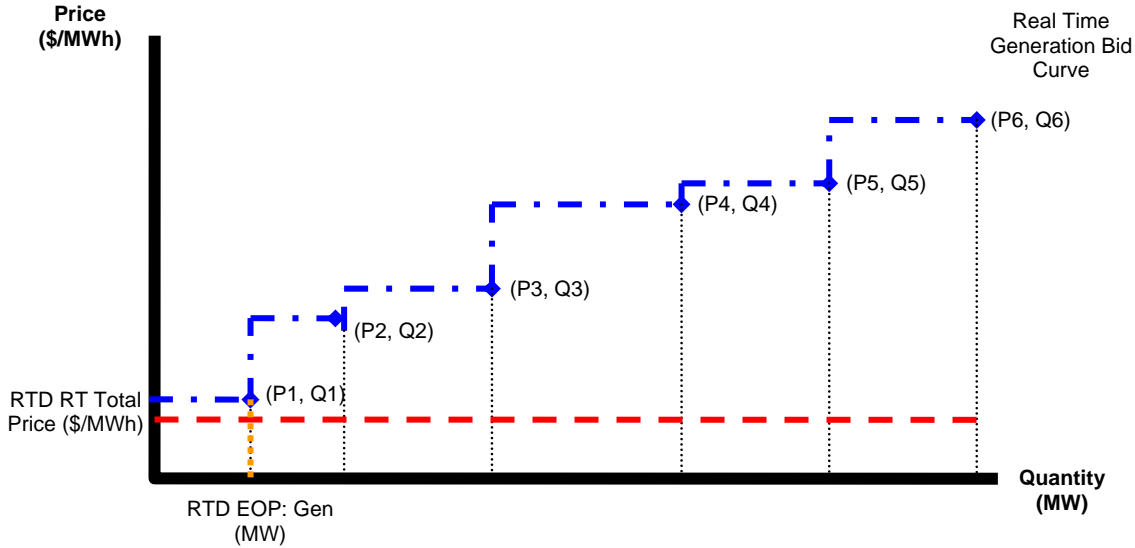 Price
($/MWh)
Real Time
Generation Bid
Curve
(P6, Q6)
(P5, Q5)
(P4, Q4)
(P3, Q3)
(P2, Q2)
(P1, Q1)
RTD RT Total
Price ($/MWh)
Quantity
(MW)
RTD EOP: Gen
(MW)